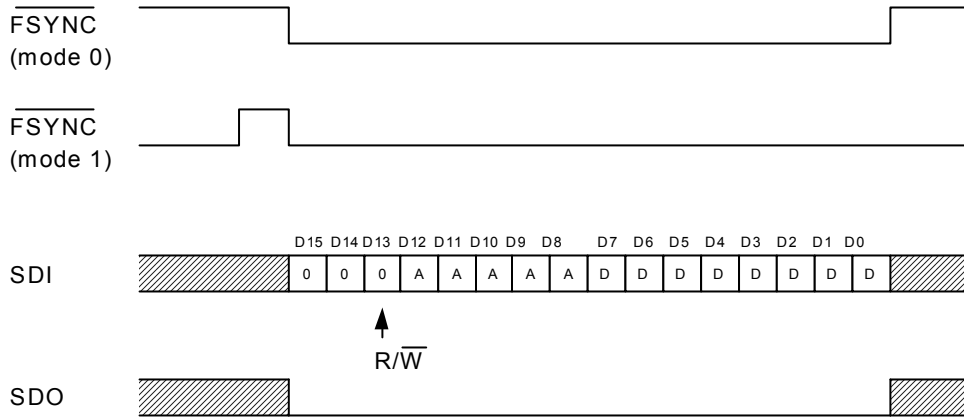 FSYNC
(mode 0)
FSYNC
(mode 1)
D15 D14 D13 D12 D11 D10 D9 D8 D7 D6 D5 D4 D3 D2 D1 D0
SDI 0 0 0 A A A A A D D D D D D D D
R/W
SDO